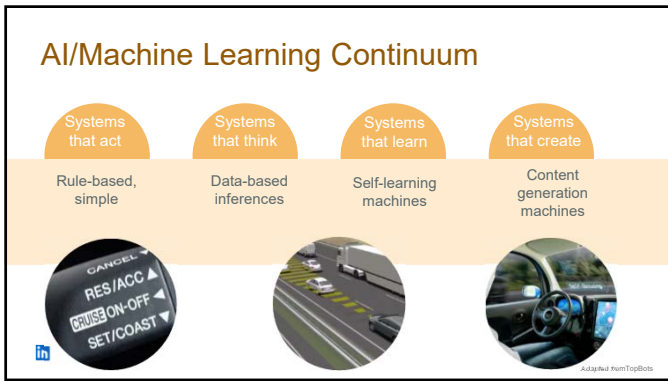 AI/Machine Learning Continuum
Systems
that act
Systems
that think
Systems
that learn
Systems
that create
Rule-based,
simple
Data-based
inferences
Self-learning
machines
Content
generation
machines
CANCEL
RES/ACC
CRUISE ON-OFF
SET/COAST
Self-Driving
in
Adapted from TopBots